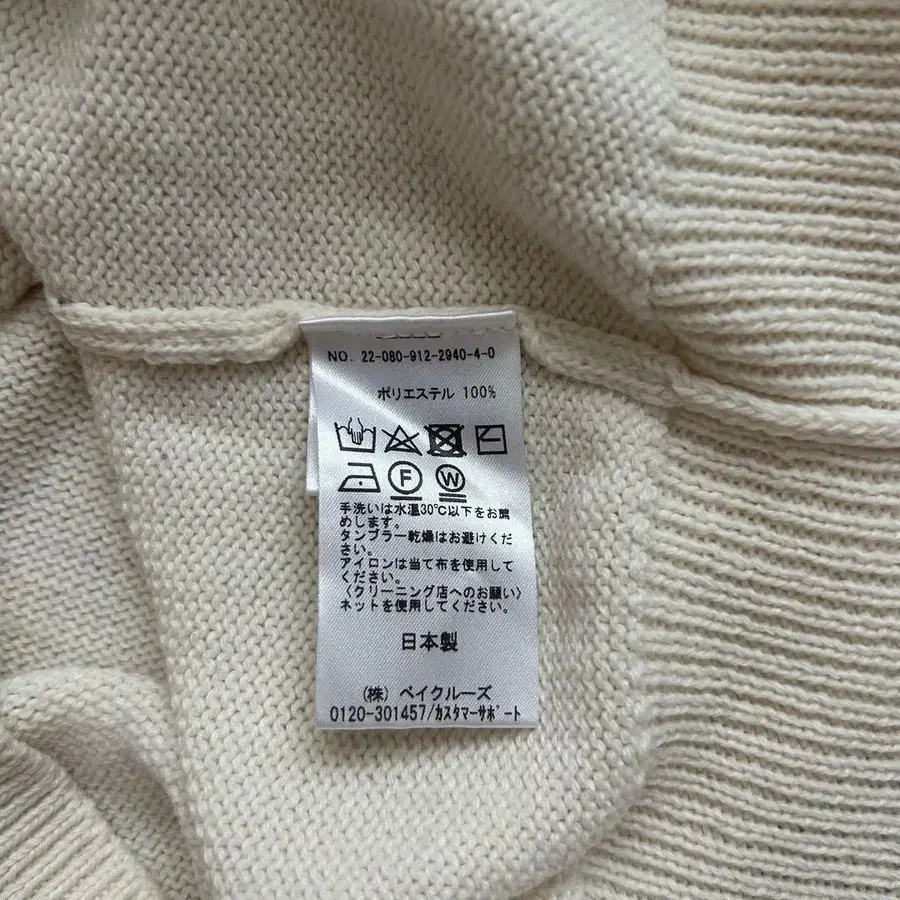 NO. 22-080-912-2940-4-0
ポリエステル 100%
F W
手洗いは水温30℃以下をお奨
めします。
タンブラー乾燥はお避けくだ
さい。
アイロンは当て布を使用して
ください。
〈クリーニング店へのお願い〉
ネットを使用してください。
日本製
(株) ベイクルーズ
0120-301457/カスタマーサポート